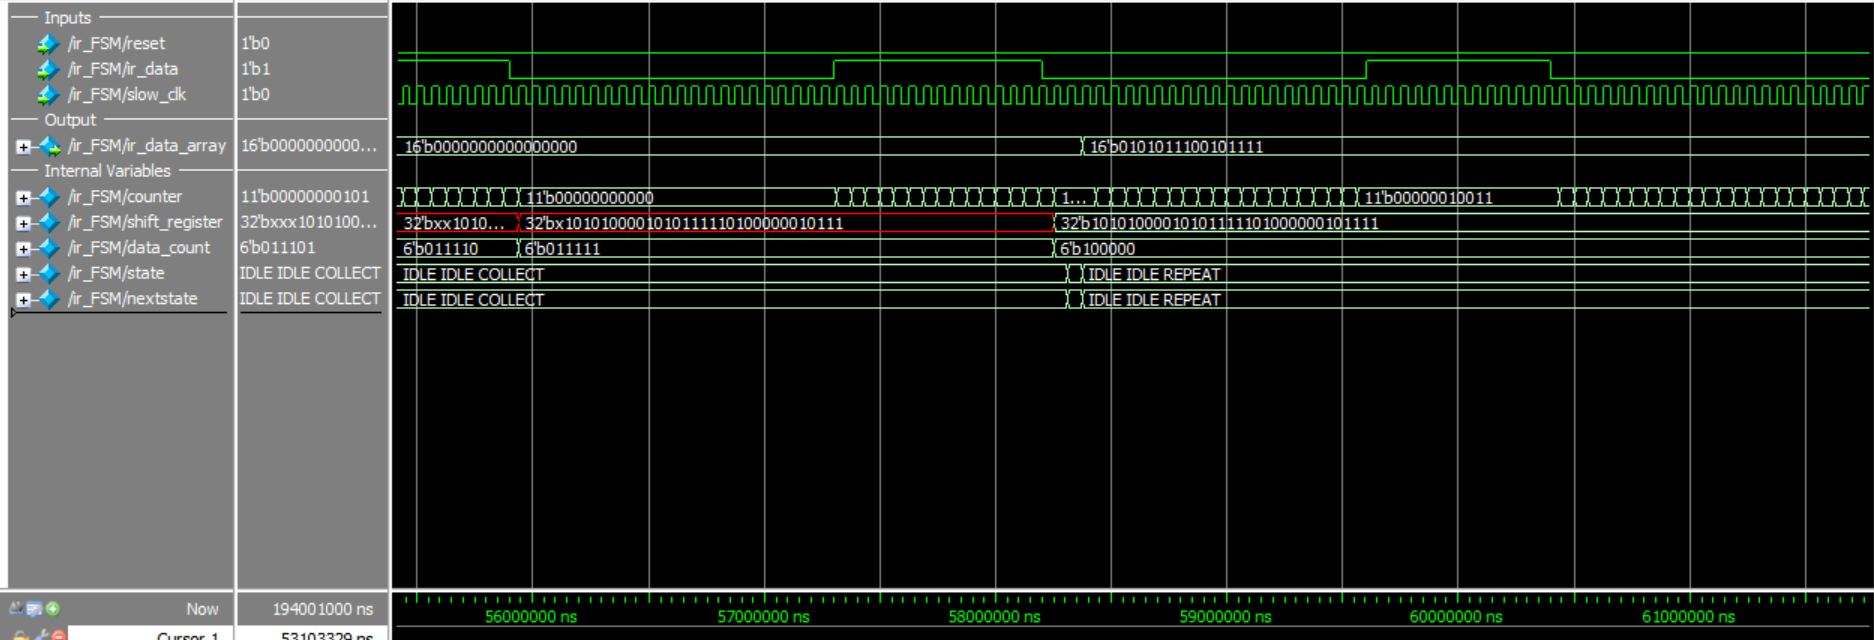 Inputs
/ir_FSM/reset 1'b0
/ir_FSM/ir_data 1'b1
/ir_FSM/slow_clk 1'b0
Output
/ir_FSM/ir_data_array 16'b0000000000... 16'b0000000000000000 16'b0101011100101111
Internal Variables
/ir_FSM/counter 11'b00000000101 11'b00000000000 1... 11'b00000010011
/ir_FSM/shift_register 32'bxxx1010100... 32'bxx1010... 32'bx101010000101011111010000001 0111 32'b10101010000101011111010000001 01111
/ir_FSM/data_count 6'b011101 6'b011110 6'b011111 6'b100000
/ir_FSM/state IDLE IDLE COLLECT IDLE IDLE COLLECT IDLE IDLE REPEAT
/ir_FSM/nextstate IDLE IDLE COLLECT IDLE IDLE COLLECT IDLE IDLE REPEAT
Now 194001000 ns 56000000 ns 57000000 ns 58000000 ns 59000000 ns 60000000 ns 61000000 ns
Cursor 1 53103329 ns